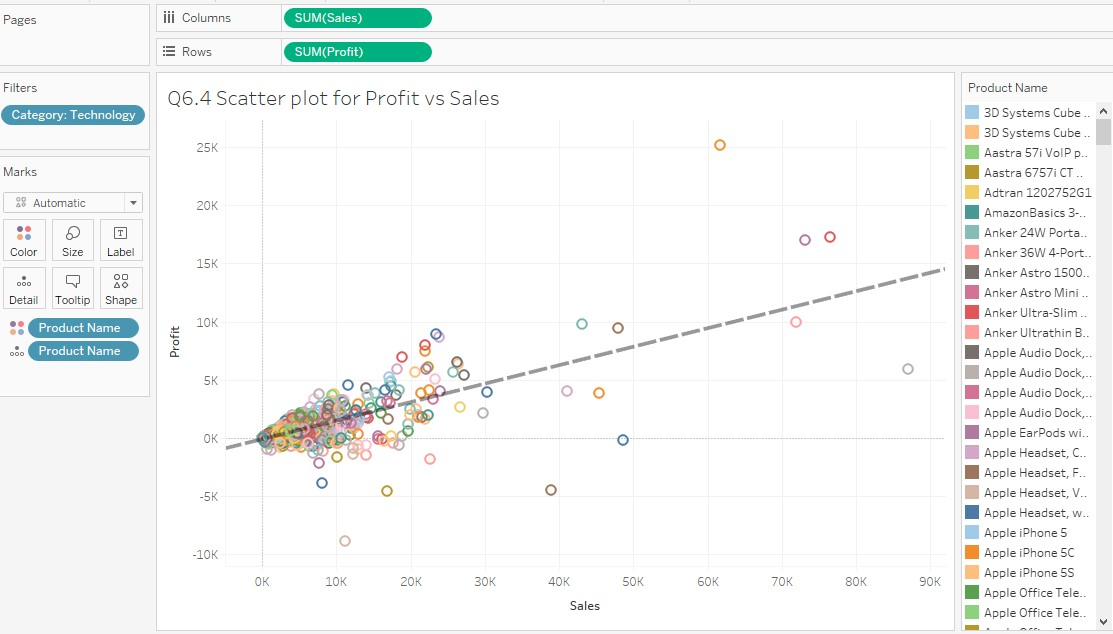 Pages
Columns
SUM(Sales)
Rows
SUM(Profit)
Filters
Category: Technology
Marks
Automatic
Color
Size
Label
Detail
Tooltip
Shape
Product Name
Product Name
Q6.4 Scatter plot for Profit vs Sales
25K
20K
15K
10K
5K
0K
-5K
-10K
Profit
0K
10K
20K
30K
40K
50K
60K
70K
80K
90K
Sales
Product Name
3D Systems Cube ..
3D Systems Cube ..
Aastra 57i VoIP p..
Aastra 6757i CT ..
Adtran 1202752G1
AmazonBasics 3-..
Anker 24W Porta..
Anker 36W 4-Port..
Anker Astro 1500..
Anker Astro Mini ..
Anker Ultra-Slim ..
Anker Ultrathin B..
Apple Audio Dock,..
Apple Audio Dock,..
Apple Audio Dock,..
Apple Audio Dock,..
Apple EarPods wi..
Apple Headset, C..
Apple Headset, F..
Apple Headset, V..
Apple Headset, w..
Apple iPhone 5
Apple iPhone 5C
Apple iPhone 5S
Apple Office Tele..
Apple Office Tele..